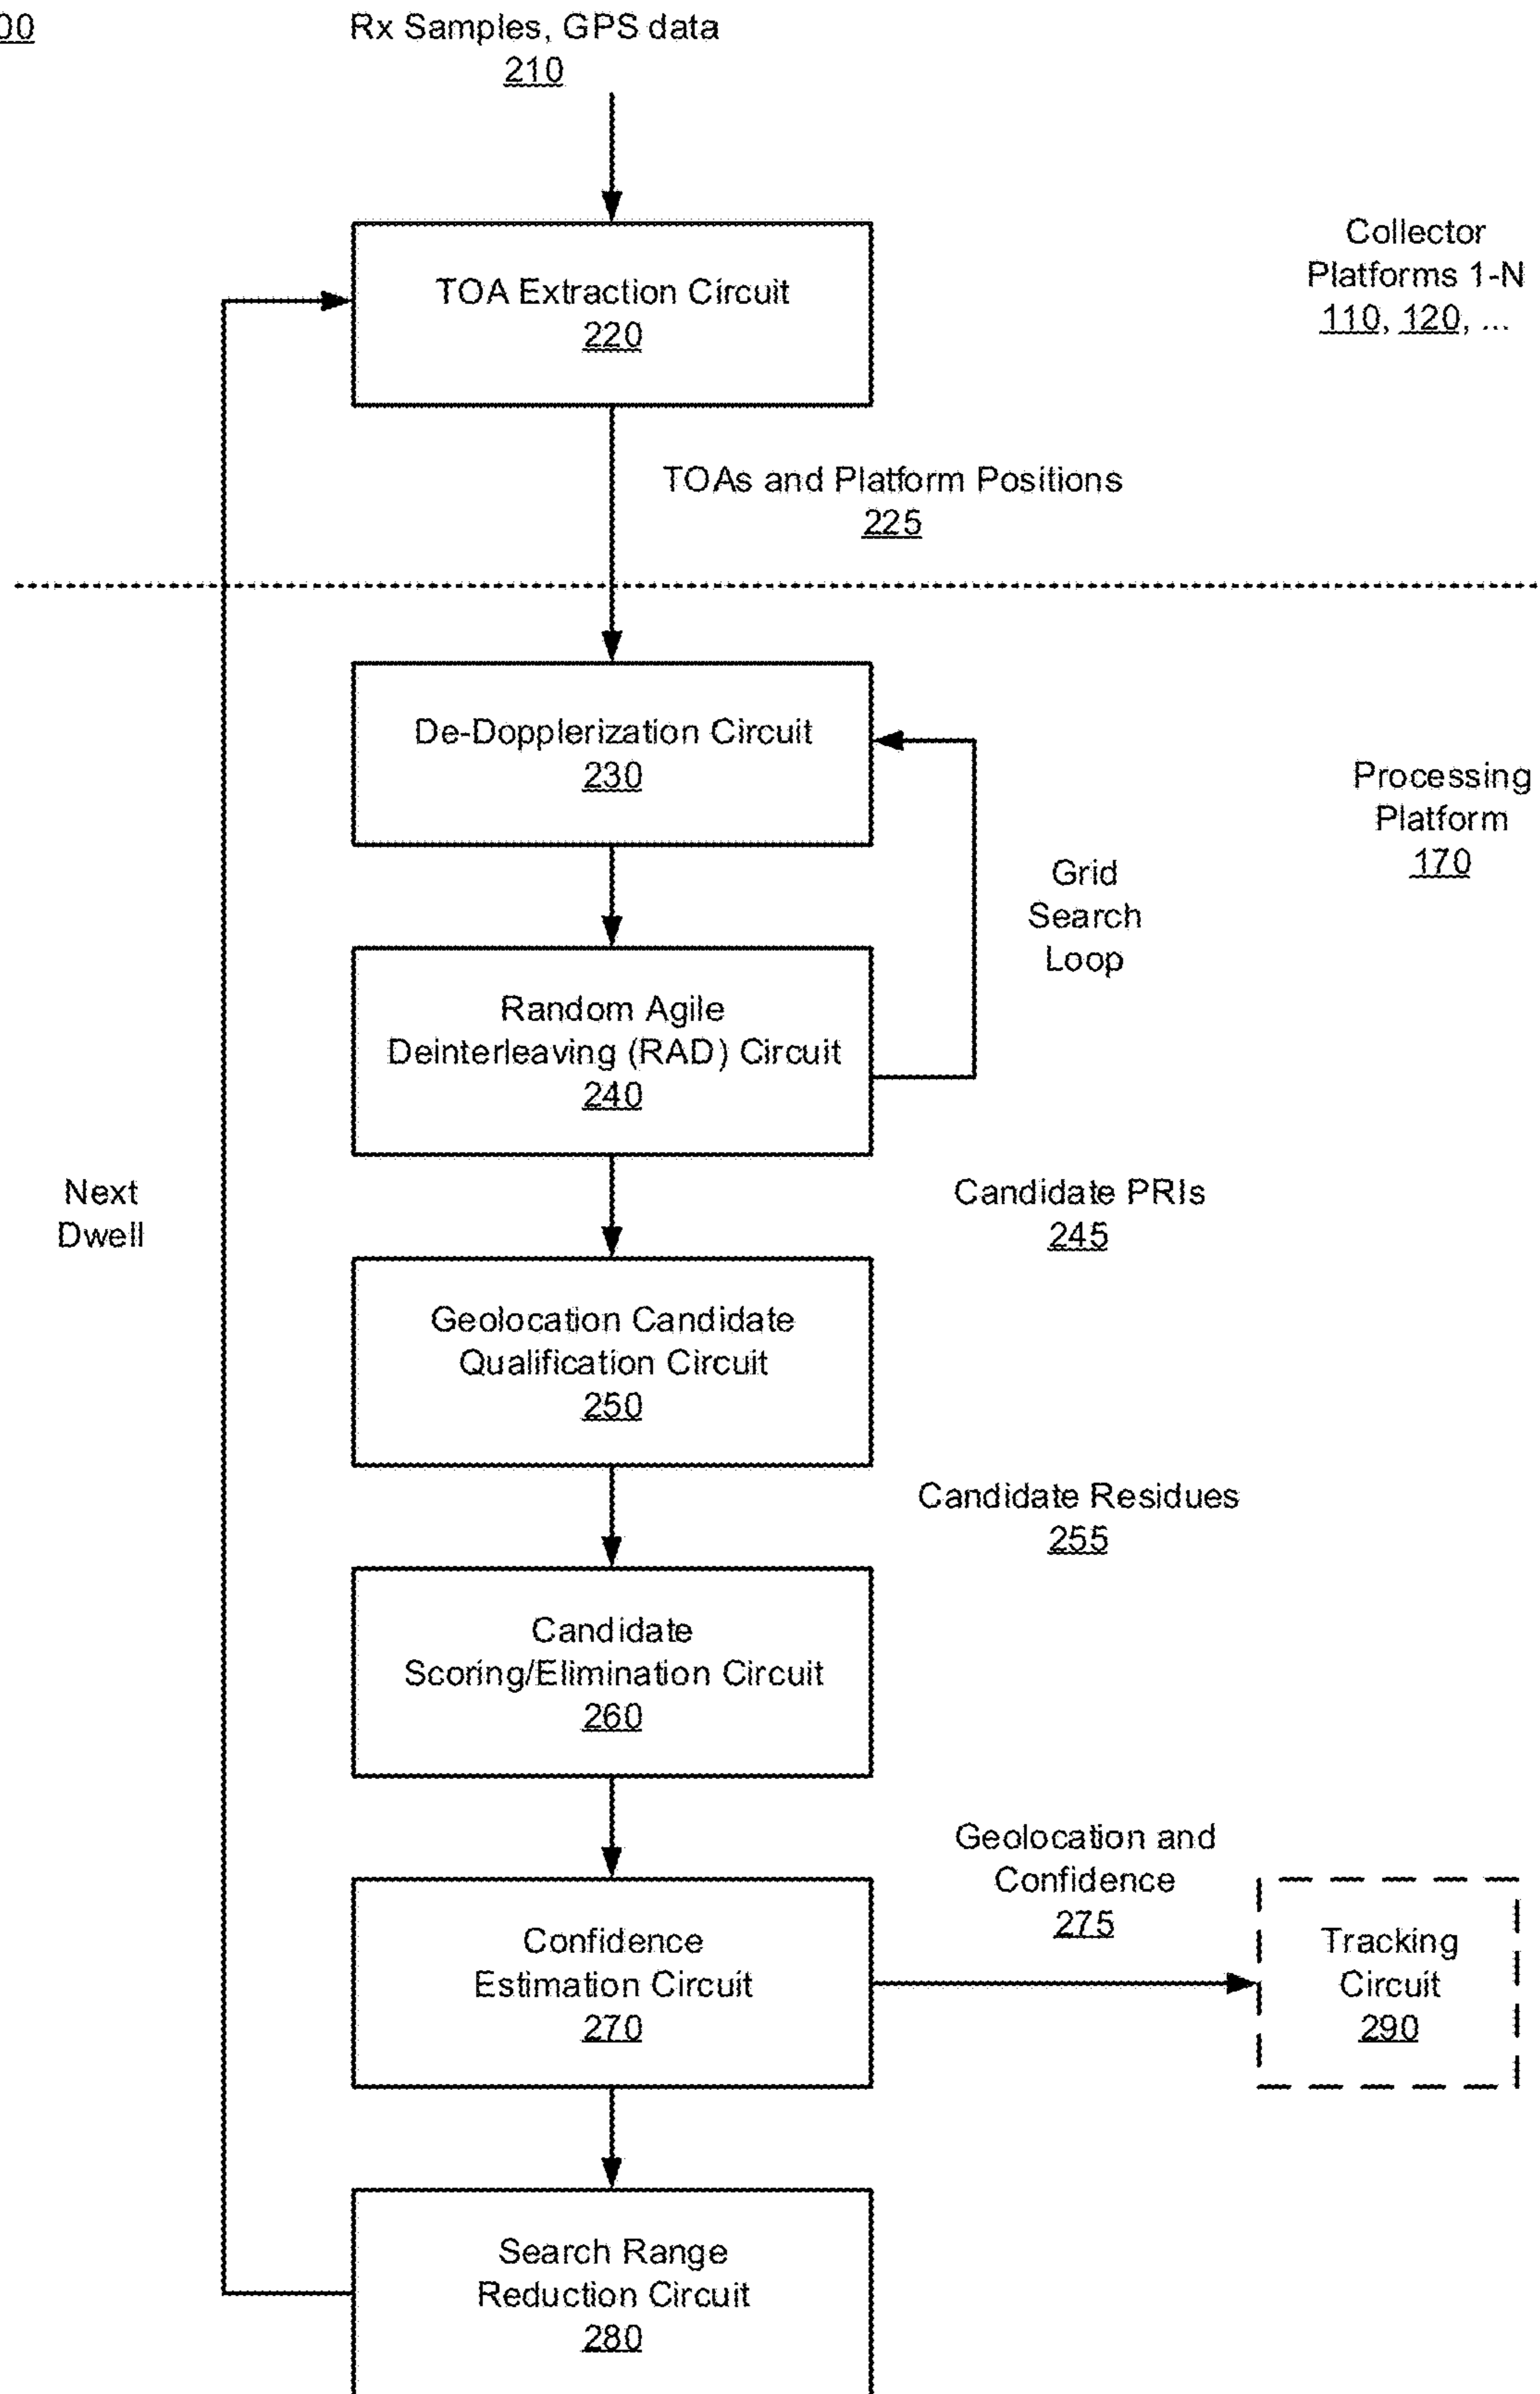 00
Rx Samples, GPS data
210
TOA Extraction Circuit
220
Collector
Platforms 1-N
110, 120, ...
TOAs and Platform Positions
225
De-Dopplerization Circuit
230
Processing
Platform
170
Grid
Search
Loop
Random Agile
Deinterleaving (RAD) Circuit
240
Next
Dwell
Candidate PRIs
245
Geolocation Candidate
Qualification Circuit
250
Candidate Residues
255
Candidate
Scoring/Elimination Circuit
260
Geolocation and
Confidence
275
Confidence
Estimation Circuit
270
Tracking
Circuit
290
Search Range
Reduction Circuit
280